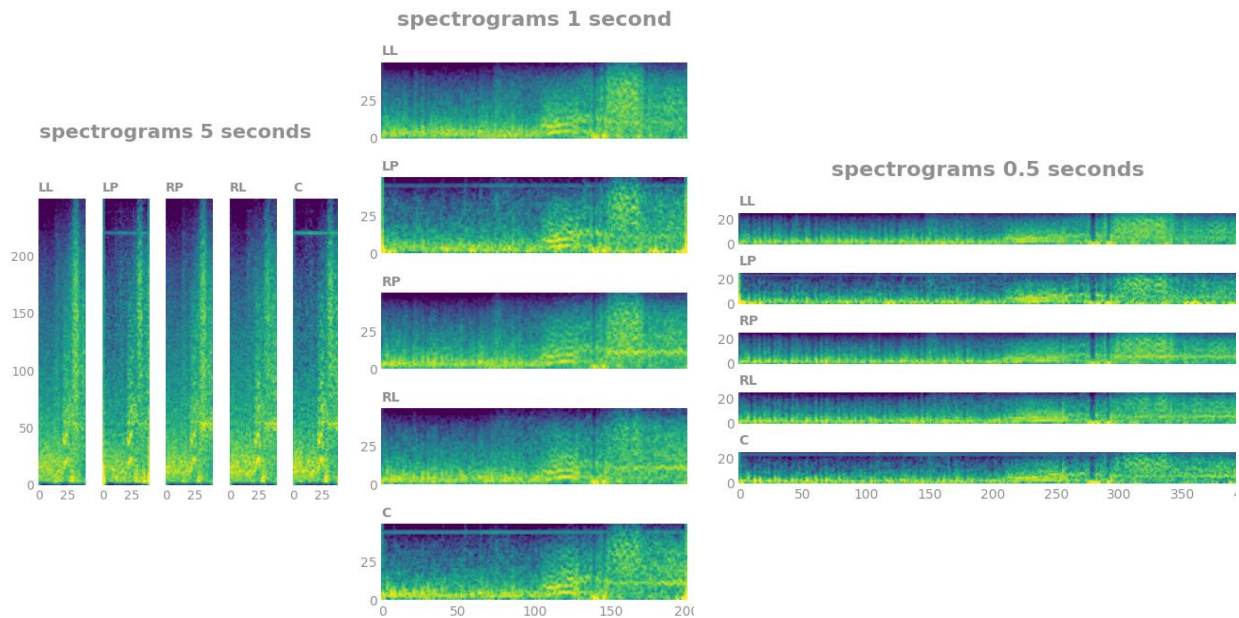 spectrograms 5 seconds
LL LP RP RL C
200
150
100
50
0
0 25 0 25 0 25 0 25 0 25
spectrograms 1 second
LL
25
0
LP
25
0
RP
25
0
RL
25
0
C
25
0
0 50 100 150 200
spectrograms 0.5 seconds
LL
20
0
LP
20
0
RP
20
0
RL
20
0
C
20
0
0 50 100 150 200 250 300 350